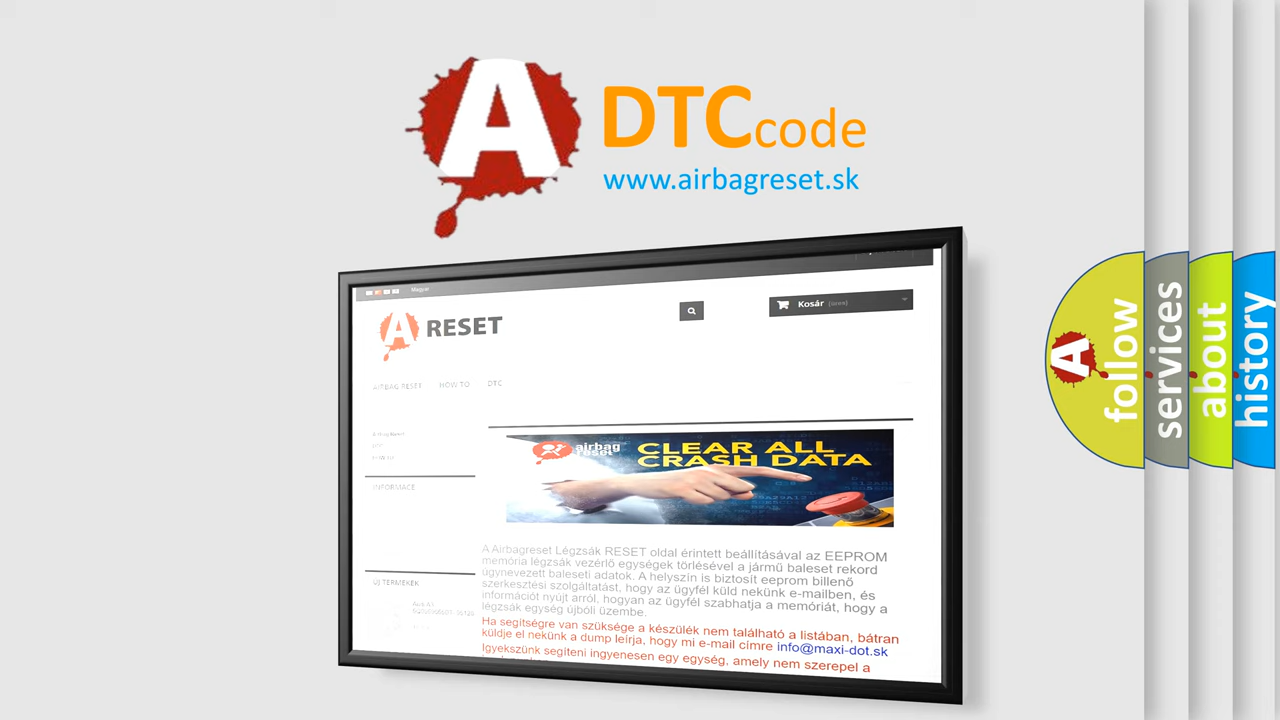 A
DTCcode
www.airbagreset.sk
Magyar
A RESET
Kosár
AIRBAG RESET HOW TO DTC
airbag
reset
CLEAR ALL
CRASH DATA
INFORMACE
A Airbagreset Légzsák RESET oldal érintett beállításával az EEPROM
memória légzsák vezérlő egységek törlésével a jármű baleset rekord
úgynevezett baleseti adatok. A helyszín is biztosít eeprom billenő
szerkesztési szolgáltatást, hogy az ügyfél küld nekünk e-mailben, és
információt nyújt arról, hogyan az ügyfél szabhatja a memóriát, hogy a
légzsák egység újbóli üzembe.
ÚJ TERMÉKEK
Ha segítségre van szüksége a készülék nem található a listában, bátran
küldje el nekünk a dump leírja, hogy mi e-mail címre info@maxi-dot.sk
Igyekszünk segíteni ingyenesen egy egység, amely nem szerepel a
A
follow
services
about
history